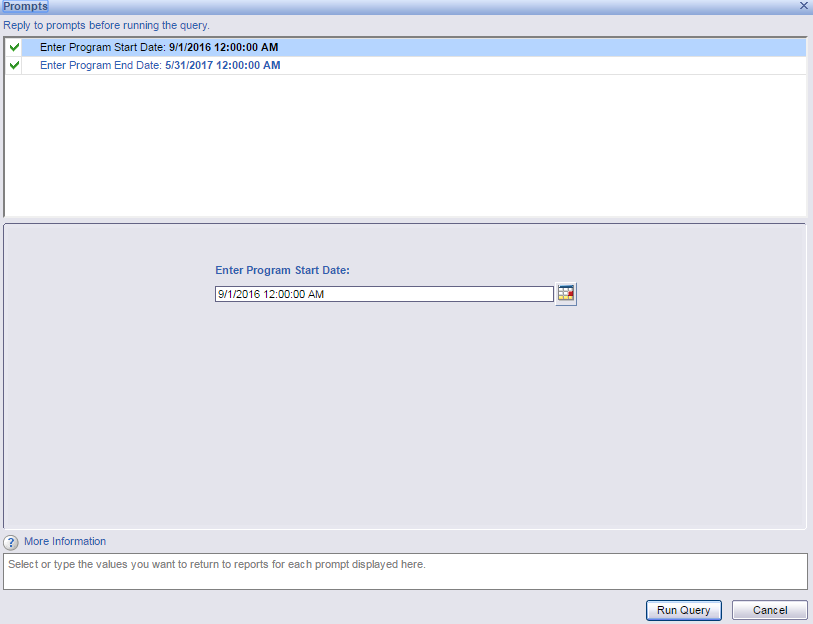 Prompts
Reply to prompts before running the query.
Enter Program Start Date: 9/1/2016 12:00:00 AM
Enter Program End Date: 5/31/2017 12:00:00 AM
Enter Program Start Date:
9/1/2016 12:00:00 AM
? More Information
Select or type the values you want to return to reports for each prompt displayed here.
Run Query Cancel